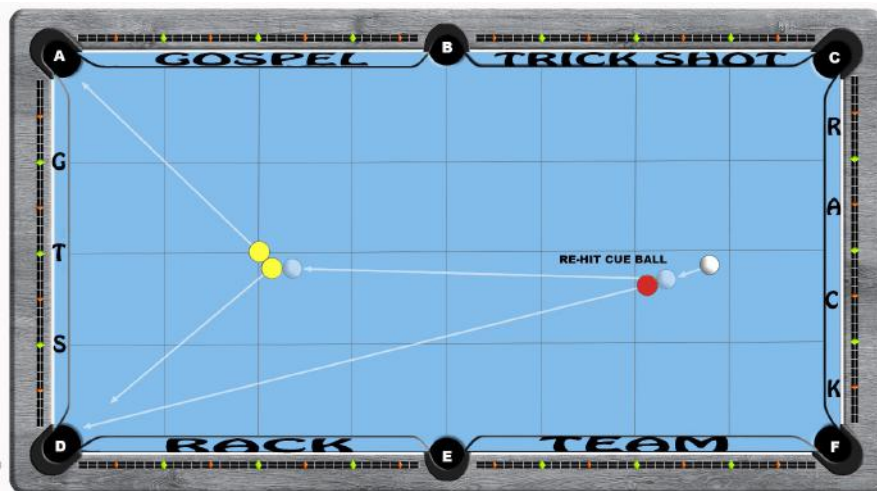 A B C
GOSPEL TRICK SHOT
G
T
S
RE-HIT CUE BALL
R
A
C
K
D E F
RACK TEAM